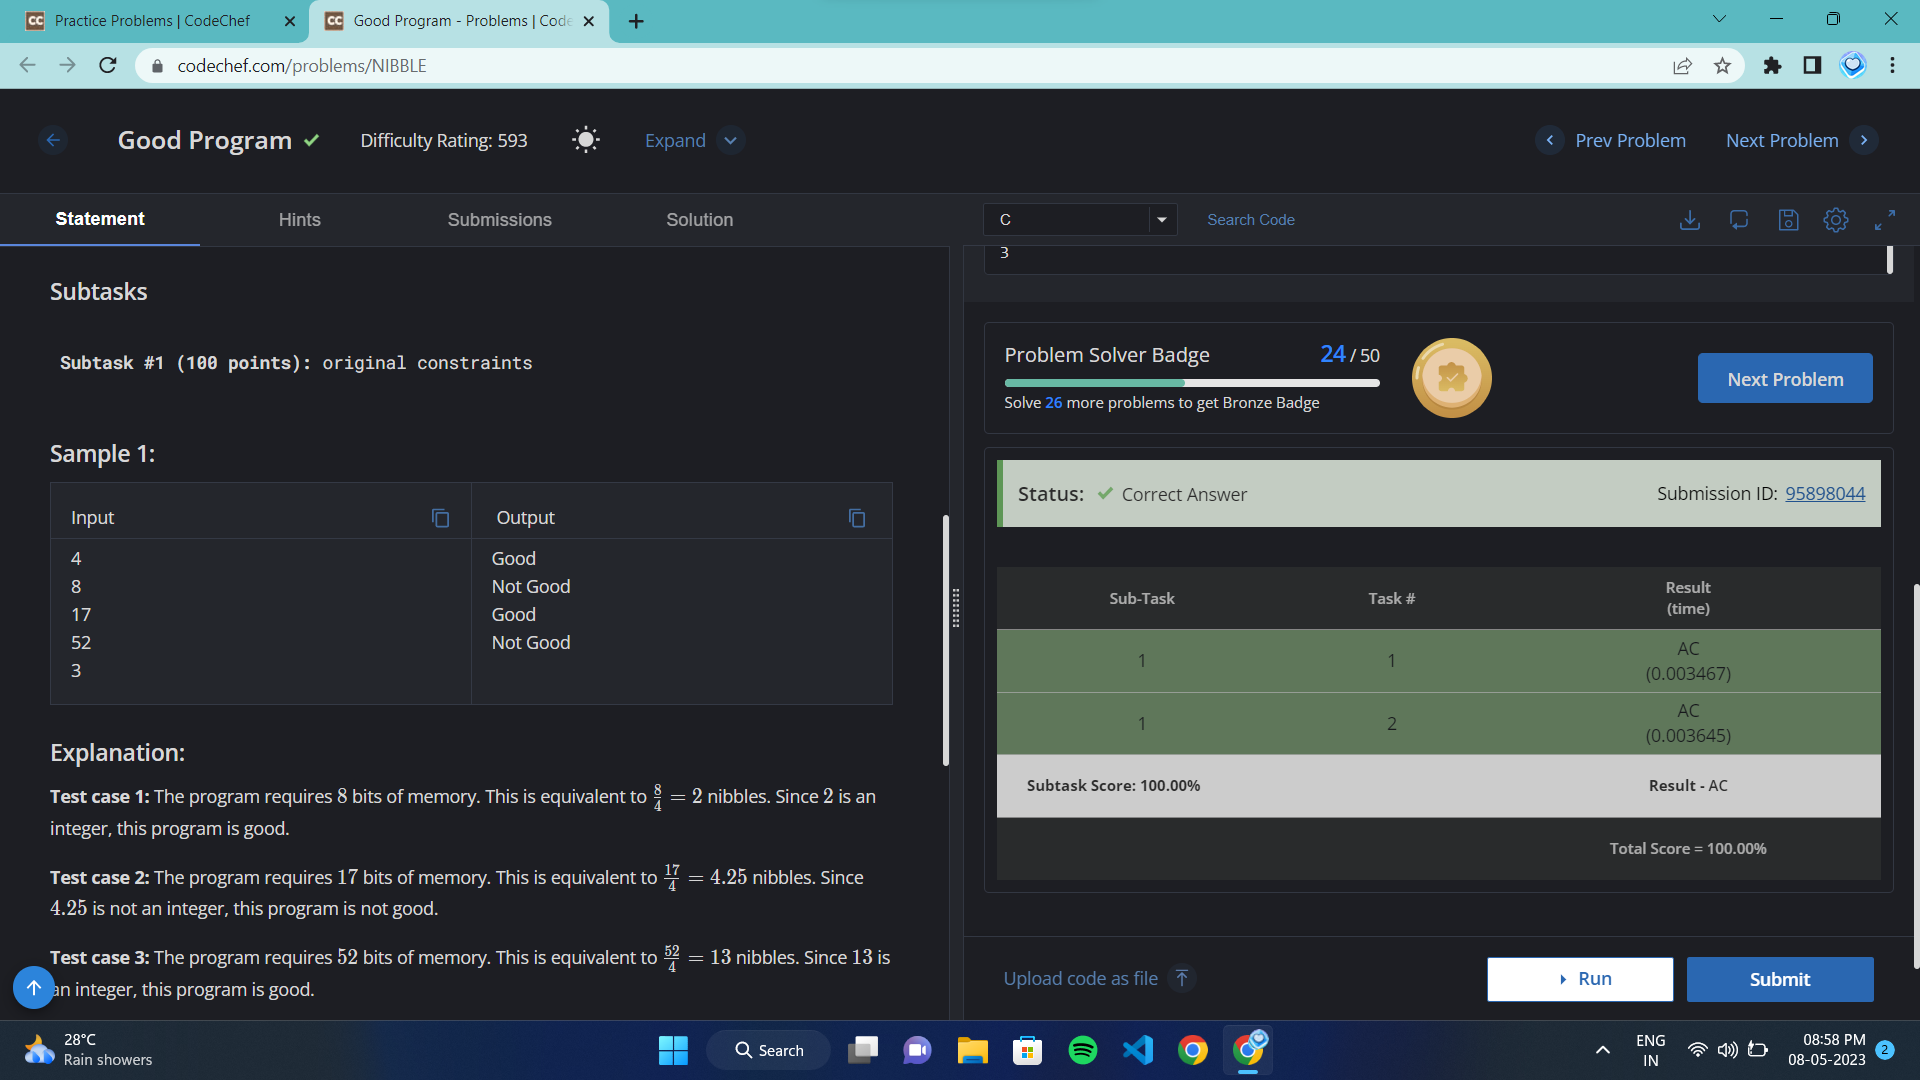 Practice Problems | CodeChef
Good Program - Problems | Code
codechef.com/problems/NIBBLE
Good Program
Difficulty Rating: 593
Expand
Prev Problem
Next Problem
Statement
Hints
Submissions
Solution
C
Search Code
Subtasks
Subtask #1 (100 points): original constraints
Sample 1:
Input
Output
4
8
17
52
3
Good
Not Good
Good
Not Good
Explanation:
Test case 1: The program requires 8 bits of memory. This is equivalent to 8/4 = 2 nibbles. Since 2 is an
integer, this program is good.
Test case 2: The program requires 17 bits of memory. This is equivalent to 17/4 = 4.25 nibbles. Since
4.25 is not an integer, this program is not good.
Test case 3: The program requires 52 bits of memory. This is equivalent to 52/4 = 13 nibbles. Since 13 is
an integer, this program is good.
3
Problem Solver Badge
24 / 50
Solve 26 more problems to get Bronze Badge
Next Problem
Status: Correct Answer
Submission ID: 95898044
Sub-Task
Task #
Result
(time)
1
1
AC
(0.003467)
1
2
AC
(0.003645)
Subtask Score: 100.00%
Result - AC
Total Score = 100.00%
Upload code as file
Run
Submit
28°C
Rain showers
Search
ENG
IN
08:58 PM
08-05-2023
2